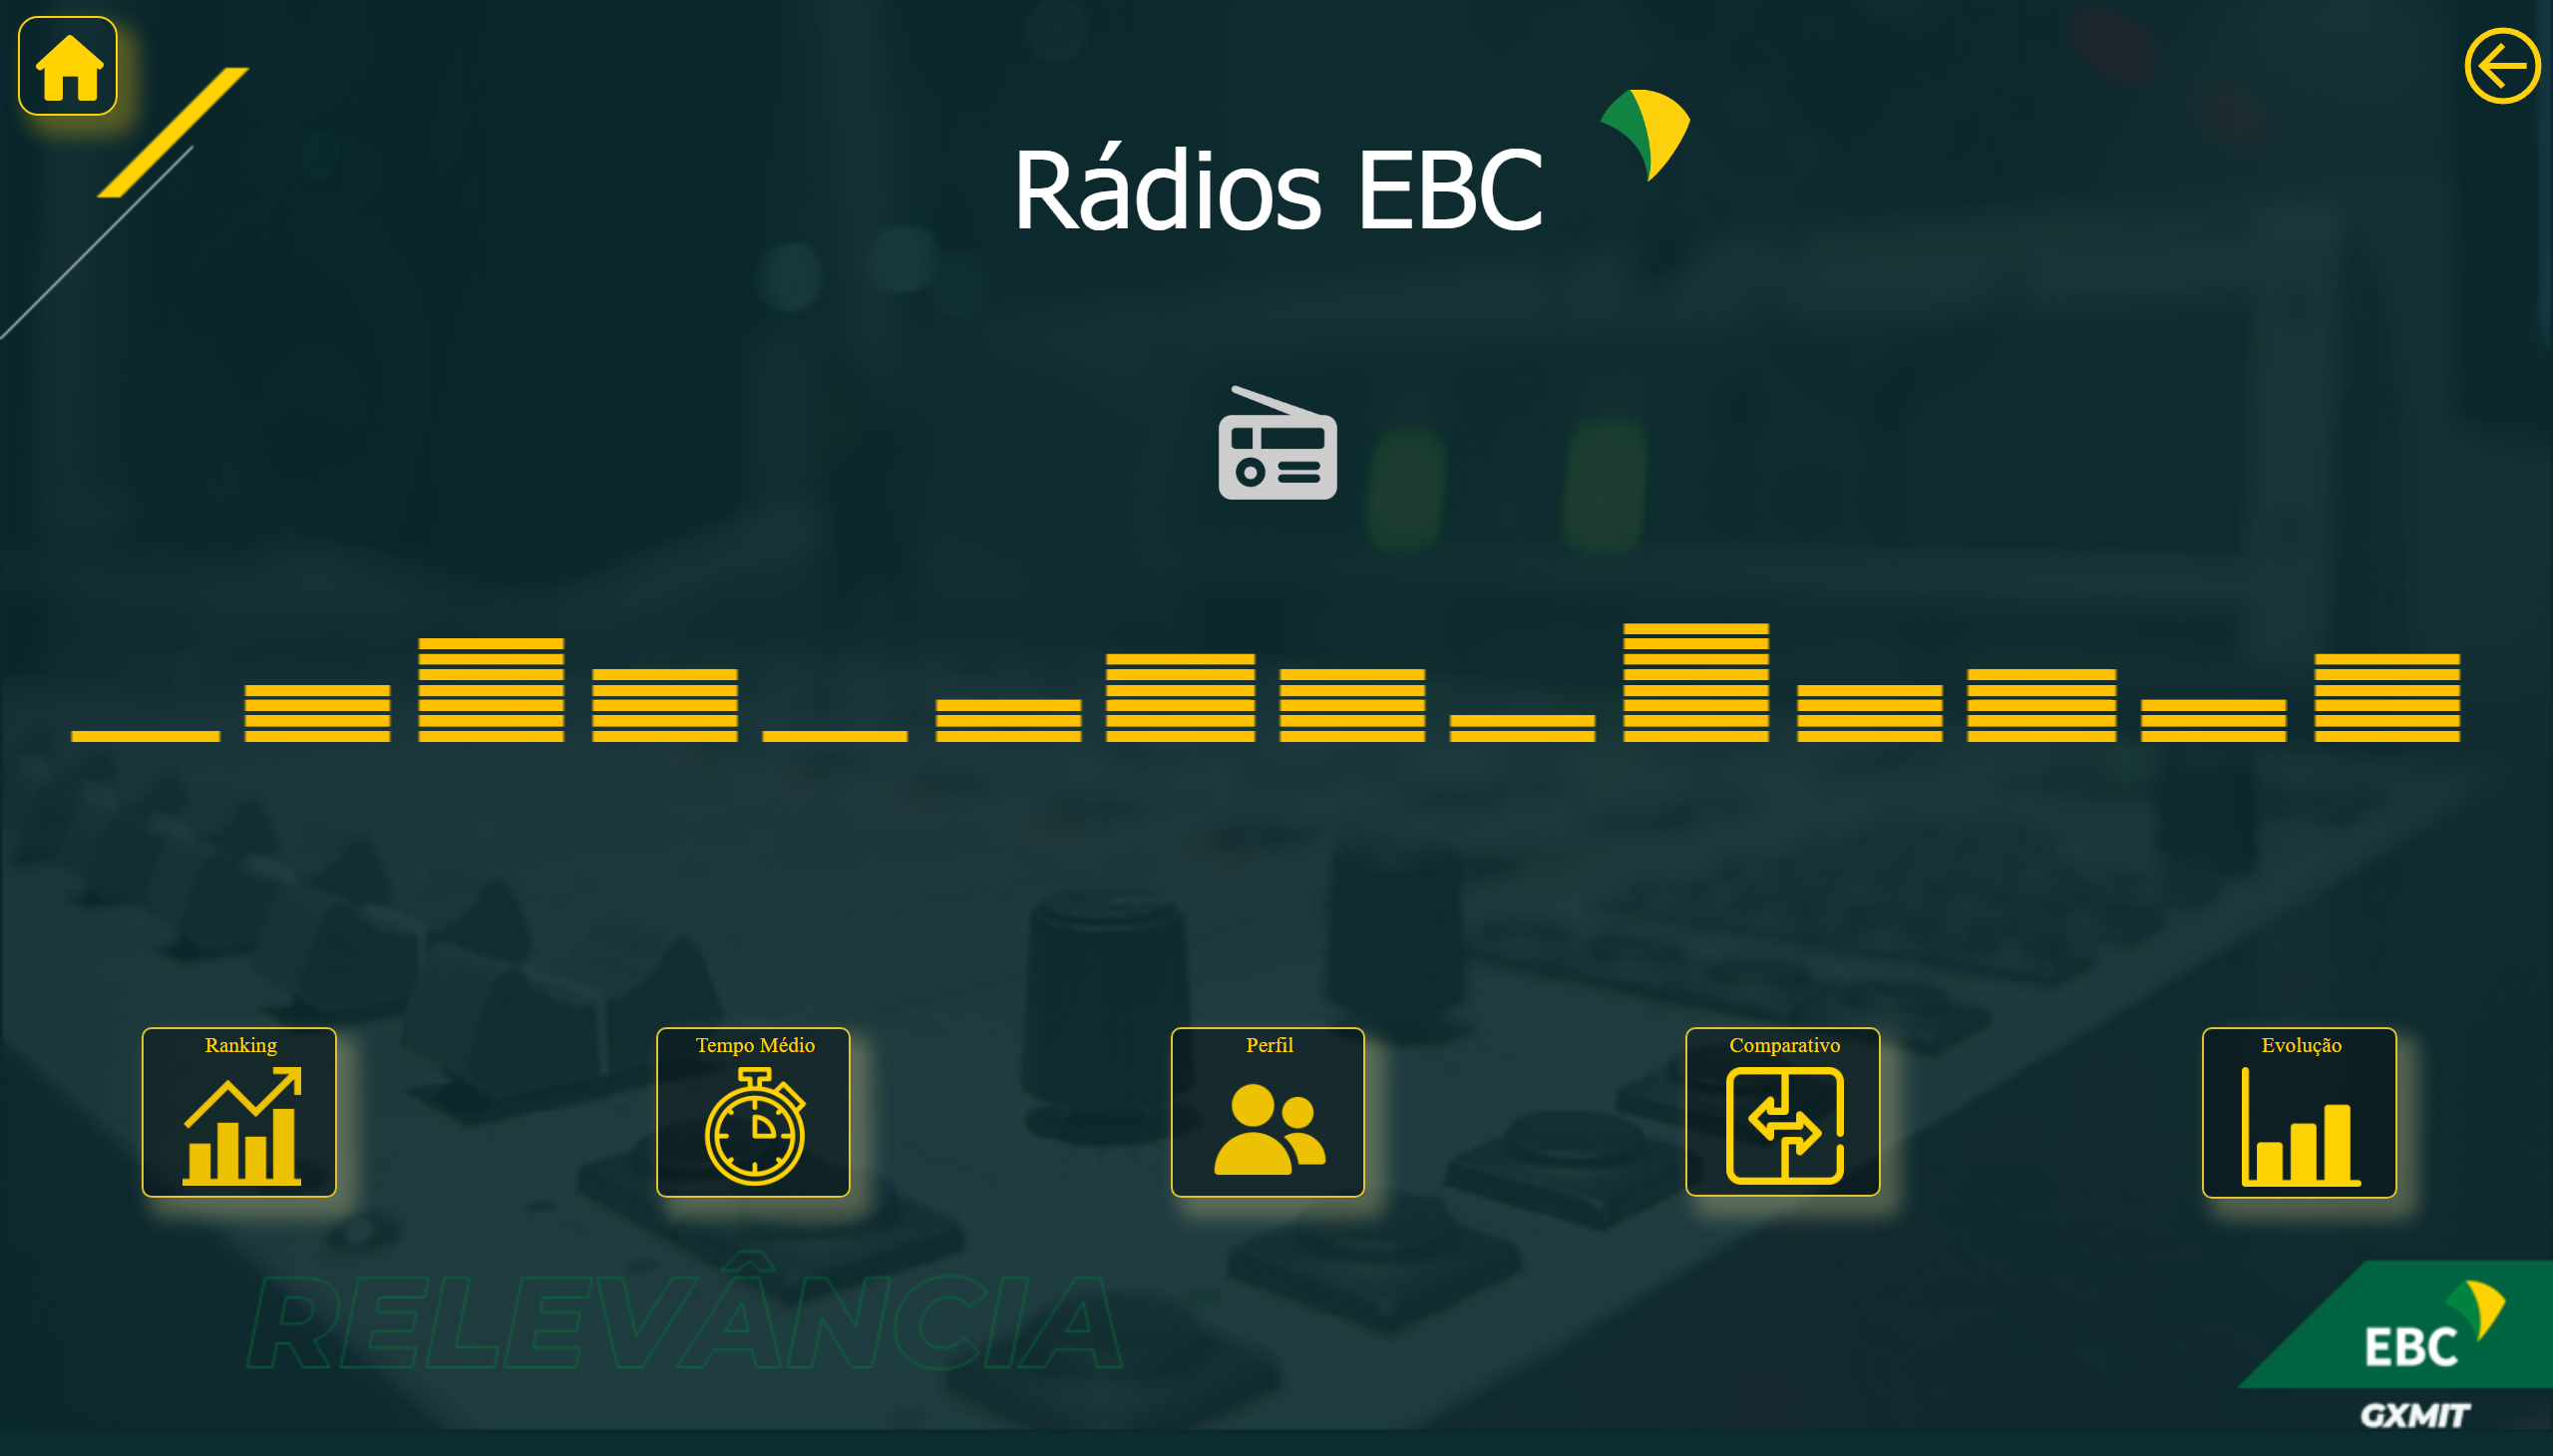 Rádios EBC
Ranking
Tempo Médio
Perfil
Comparativo
Evolução
RELEVÂNCIA
EBC
GXMIT